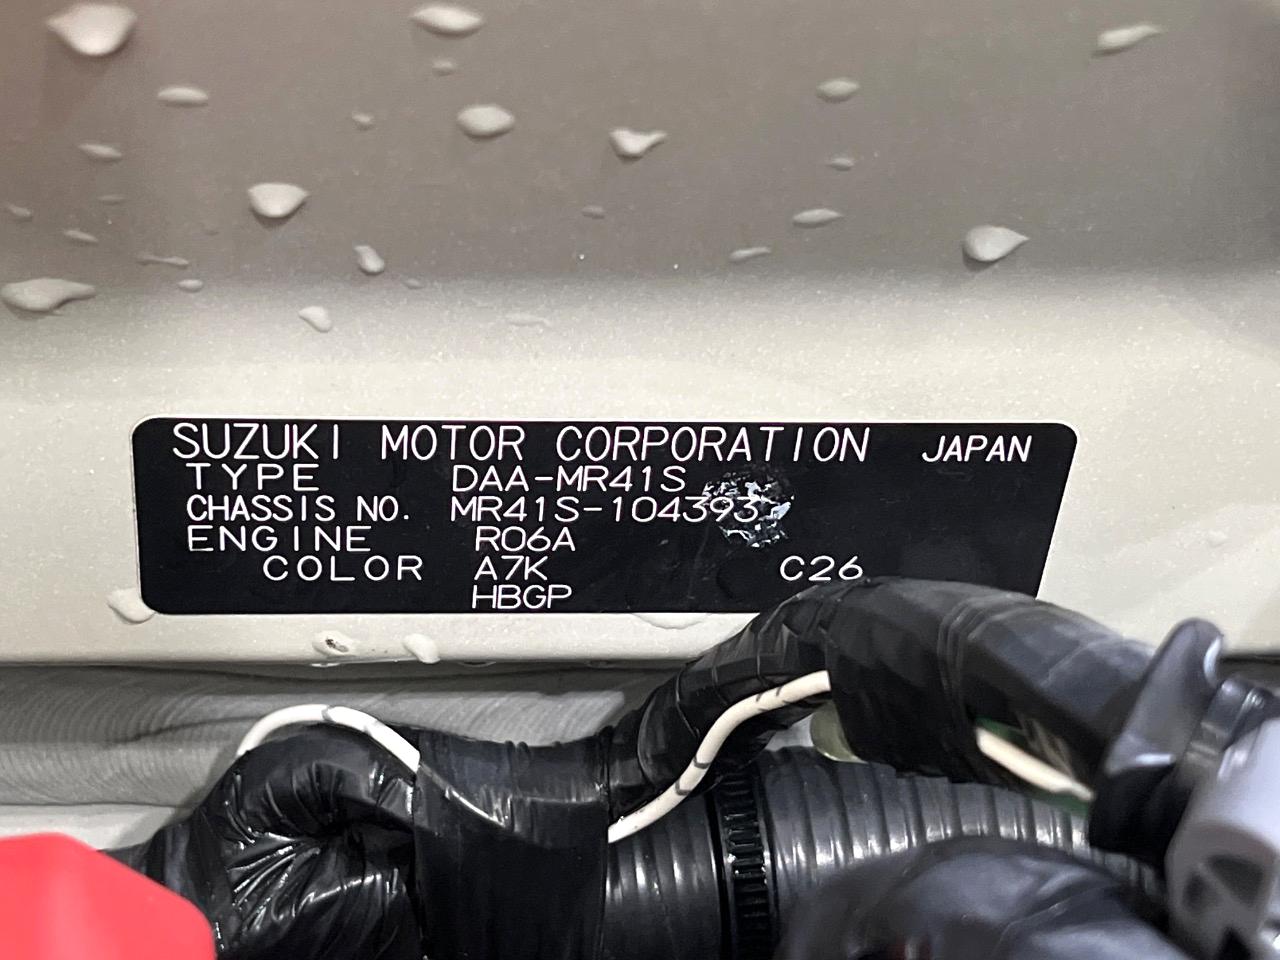 SUZUKI MOTOR CORPORATION JAPAN
TYPE DAA-MR41S
CHASSIS NO. MR41S-104393
ENGINE R06A
COLOR A7K C26
HBGP